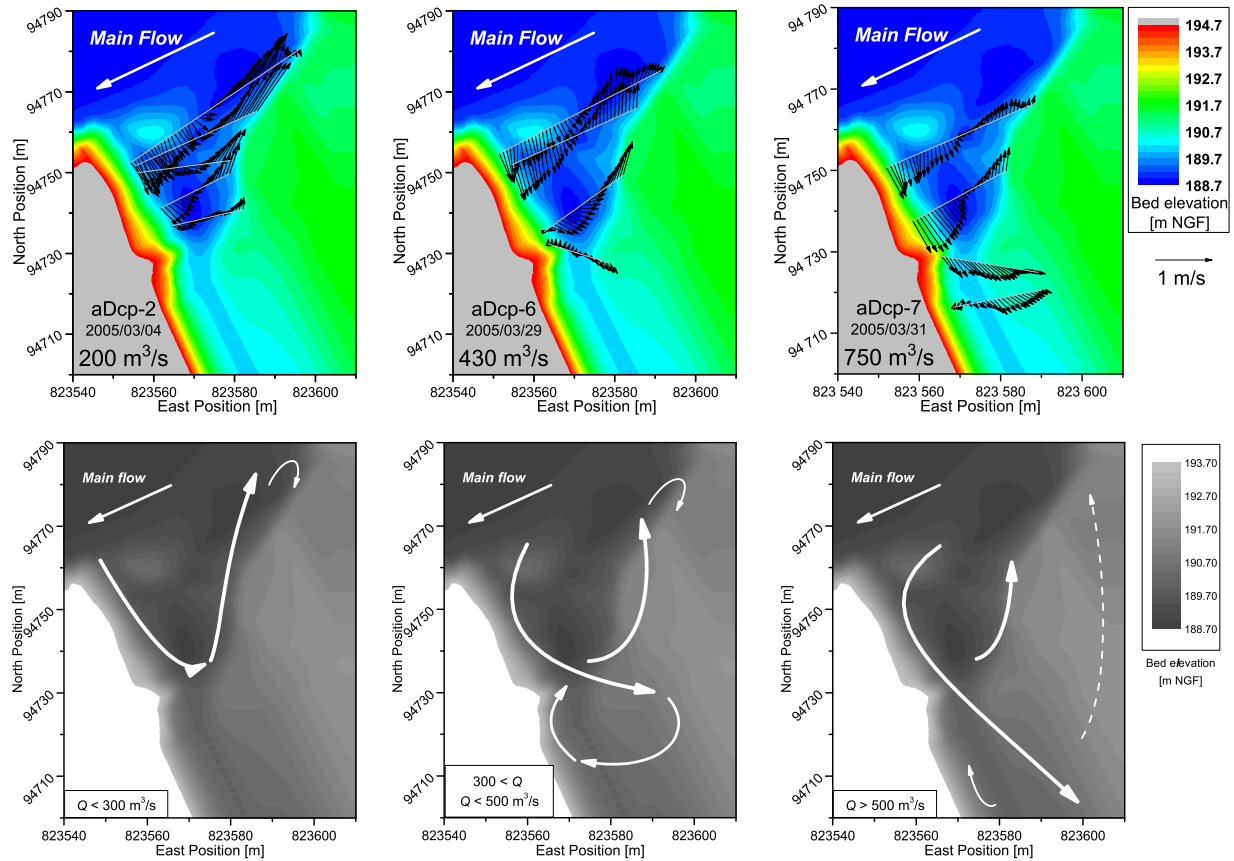 94790
94770
94750
94730
94710
North Position [m]
Main Flow
aDcp-2
2005/03/04
200 m³/s
823540
823560
823580
823600
East Position [m]
94790
94770
94750
94730
94710
North Position [m]
Main Flow
aDcp-6
2005/03/29
430 m³/s
823540
823560
823580
823600
East Position [m]
94 790
94 770
94 750
94 730
94 710
North Position [m]
Main Flow
aDcp-7
2005/03/31
750 m³/s
823 540
823 560
823 580
823 600
East Position [m]
194.7
193.7
192.7
191.7
190.7
189.7
188.7
Bed elevation
[m NGF]
1 m/s
94790
94770
94750
94730
94710
North Position [m]
Main flow
Q < 300 m³/s
823540
823560
823580
823600
East Position [m]
94790
94770
94750
94730
94710
North Position [m]
Main flow
300 < Q
Q < 500 m³/s
823540
823560
823580
823600
East Position [m]
94790
94770
94750
94730
94710
North Position [m]
Main flow
Q > 500 m³/s
823540
823560
823580
823600
East Position [m]
193.70
192.70
191.70
190.70
189.70
188.70
Bed elevation
[m NGF]